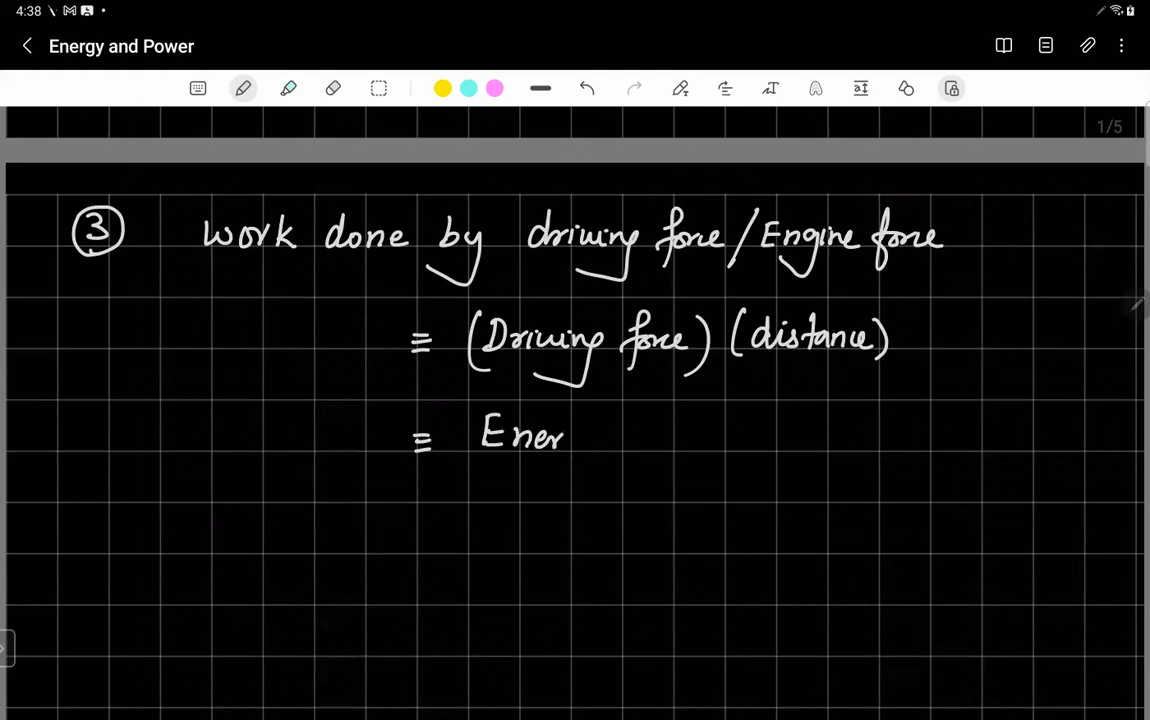 4:38
Energy and Power
1/5
3 work done by driving force/Engine force
≡ (Driving force) (distance)
≡ Ener